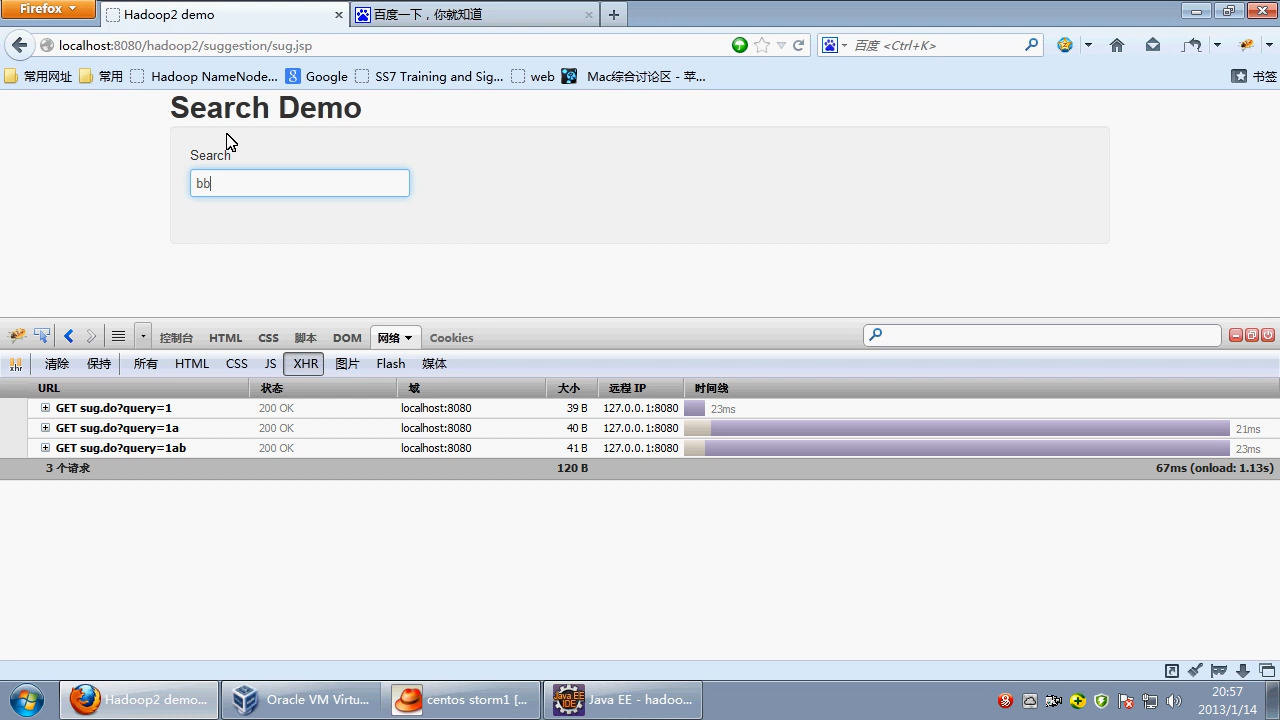 Firefox
Hadoop2 demo
百度一下，你就知道
localhost:8080/hadoop2/suggestion/sug.jsp
百度 <Ctrl+K>
常用网址 常用 Hadoop NameNode... Google SS7 Training and Sig... web Mac综合讨论区 - 苹... 书签
Search Demo
Search
bb
控制台 HTML CSS 脚本 DOM 网络 Cookies
清除 保持 所有 HTML CSS JS XHR 图片 Flash 媒体
URL 状态 域 大小 远程 IP 时间线
GET sug.do?query=1 200 OK localhost:8080 39 B 127.0.0.1:8080 23ms
GET sug.do?query=1a 200 OK localhost:8080 40 B 127.0.0.1:8080 21ms
GET sug.do?query=1ab 200 OK localhost:8080 41 B 127.0.0.1:8080 23ms
3 个请求 120 B 67ms (onload: 1.13s)
Hadoop2 demo... Oracle VM Virtu... centos storm1 [... Java EE - hadoo...
20:57
2013/1/14